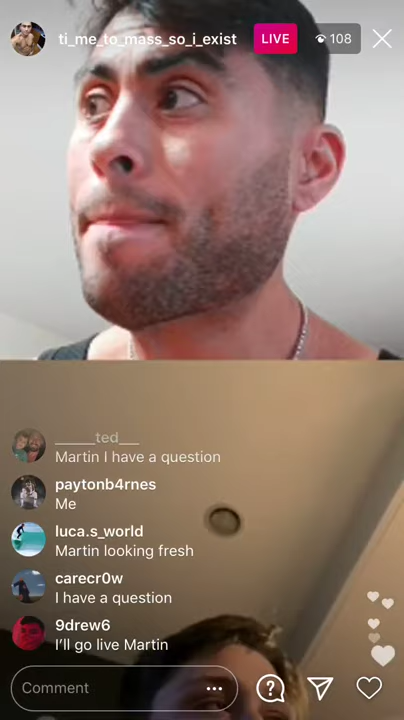 ti_me_to_mass_so_i_exist
LIVE
108
_____ted__
Martin I have a question
paytonb4rnes
Me
luca.s_world
Martin looking fresh
carecr0w
I have a question
9drew6
I'll go live Martin
Comment